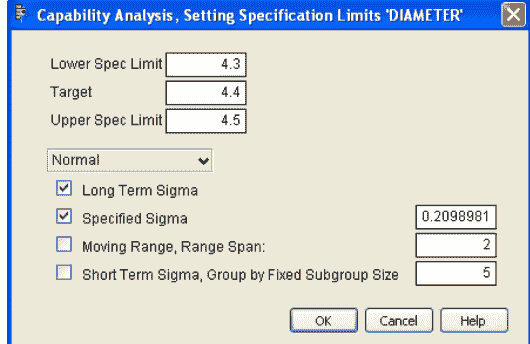 Capability Analysis, Setting Specification Limits 'DIAMETER'
Lower Spec Limit 4.3
Target 4.4
Upper Spec Limit 4.5
Normal
Long Term Sigma
Specified Sigma 0.2098981
Moving Range, Range Span: 2
Short Term Sigma, Group by Fixed Subgroup Size 5
OK Cancel Help